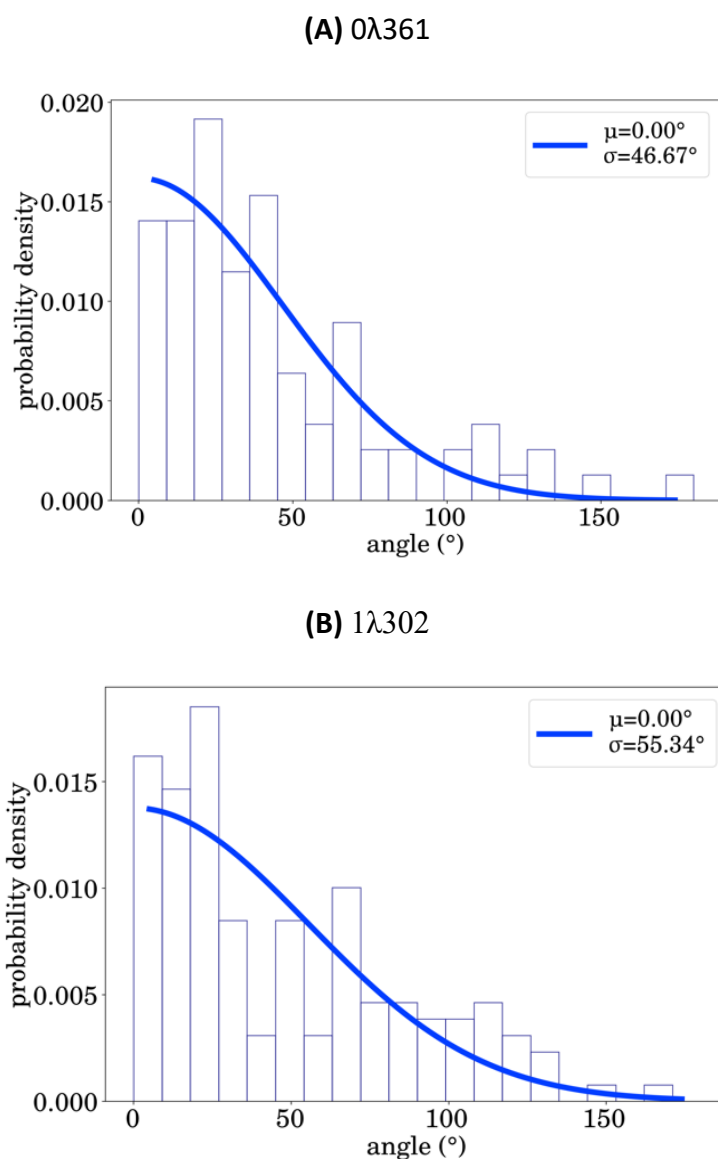 (A) 0λ361
0.020
0.015
0.010
0.005
0.000
probability density
μ=0.00°
σ=46.67°
0 50 100 150
angle (°)
(B) 1λ302
0.015
0.010
0.005
0.000
probability density
μ=0.00°
σ=55.34°
0 50 100 150
angle (°)